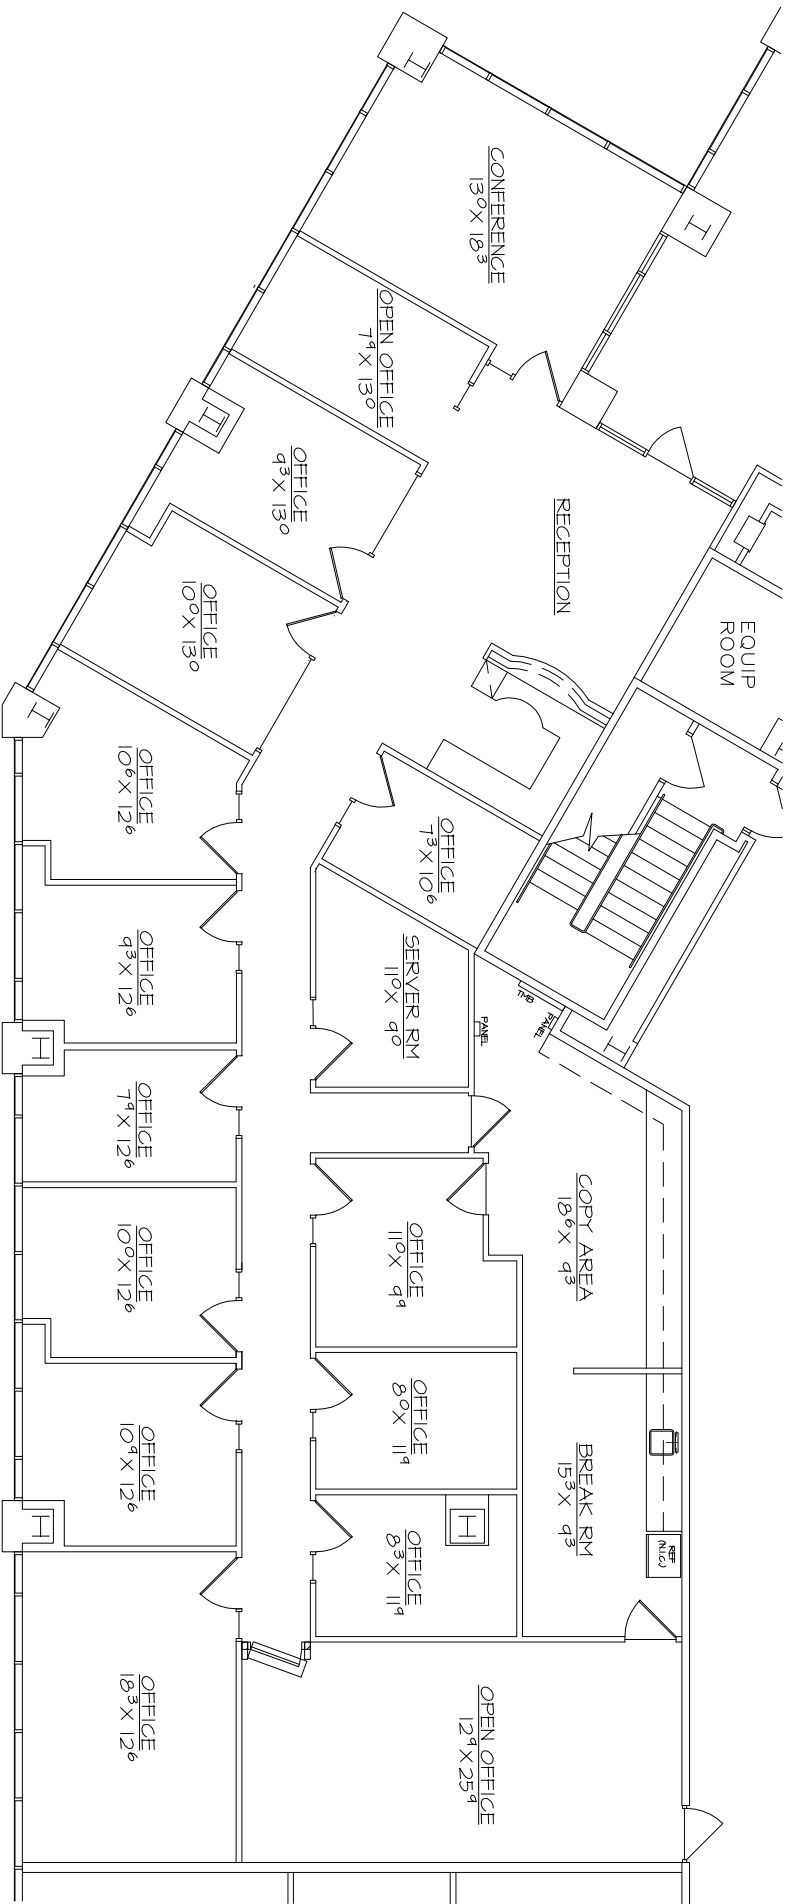 CONFERENCE
13⁰ X 18³
OPEN OFFICE
7⁹ X 13⁰
OFFICE
9³ X 13⁰
OFFICE
10⁰ X 13⁰
RECEPTION
EQUIP
ROOM
OFFICE
10⁶ X 12⁶
OFFICE
7³ X 10⁶
OFFICE
9³ X 12⁶
SERVER RM
11⁰ X 9⁰
PANEL
TMB
PANEL
OFFICE
7⁹ X 12⁶
OFFICE
10⁰ X 12⁶
OFFICE
11⁰ X 9⁹
COPY AREA
18⁶ X 9³
OFFICE
10⁹ X 12⁶
OFFICE
8⁰ X 11⁹
BREAK RM
15³ X 9³
REF
(N.I.C.)
OFFICE
8³ X 11⁹
OFFICE
18³ X 12⁶
OPEN OFFICE
12⁹ X 25⁹